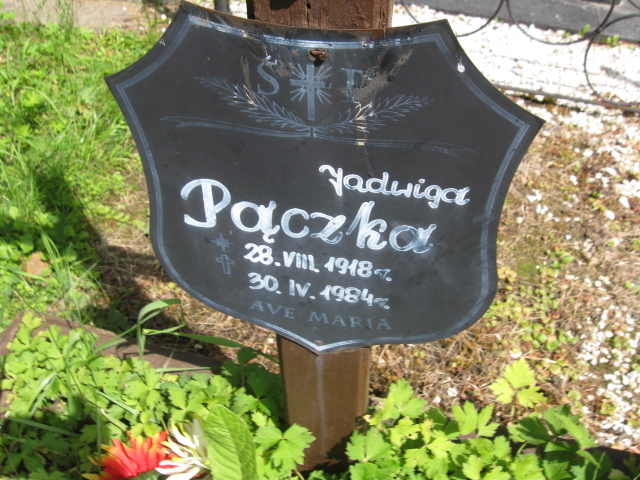 Ś P
Jadwiga
Pączka
28. VIII. 1918 r.
30. IV. 1984 r.
AVE MARIA